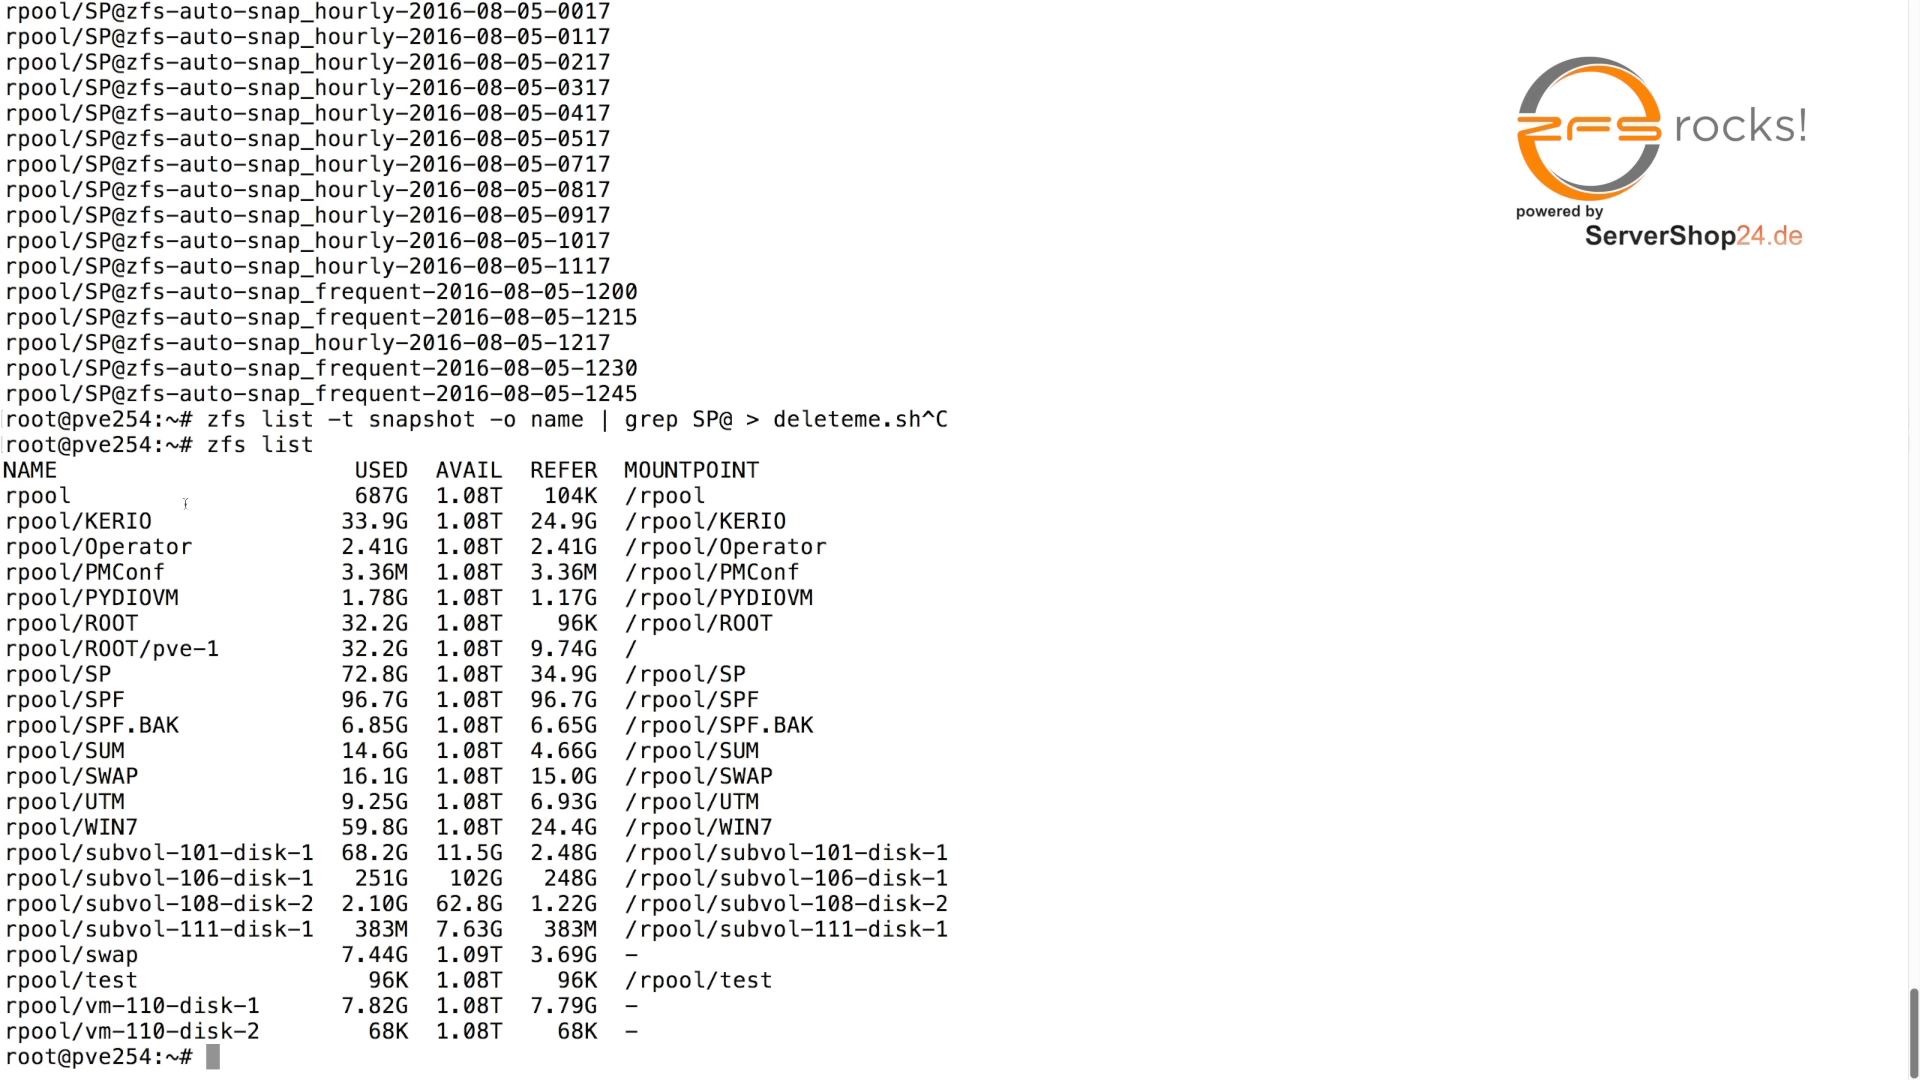 rpool/SP@zfs-auto-snap_hourly-2016-08-05-0017
rpool/SP@zfs-auto-snap_hourly-2016-08-05-0117
rpool/SP@zfs-auto-snap_hourly-2016-08-05-0217
rpool/SP@zfs-auto-snap_hourly-2016-08-05-0317
rpool/SP@zfs-auto-snap_hourly-2016-08-05-0417
rpool/SP@zfs-auto-snap_hourly-2016-08-05-0517
rpool/SP@zfs-auto-snap_hourly-2016-08-05-0717
rpool/SP@zfs-auto-snap_hourly-2016-08-05-0817
rpool/SP@zfs-auto-snap_hourly-2016-08-05-0917
rpool/SP@zfs-auto-snap_hourly-2016-08-05-1017
rpool/SP@zfs-auto-snap_hourly-2016-08-05-1117
rpool/SP@zfs-auto-snap_frequent-2016-08-05-1200
rpool/SP@zfs-auto-snap_frequent-2016-08-05-1215
rpool/SP@zfs-auto-snap_hourly-2016-08-05-1217
rpool/SP@zfs-auto-snap_frequent-2016-08-05-1230
rpool/SP@zfs-auto-snap_frequent-2016-08-05-1245
root@pve254:~# zfs list -t snapshot -o name | grep SP@ > deleteme.sh^C
root@pve254:~# zfs list
NAME USED AVAIL REFER MOUNTPOINT
rpool 687G 1.08T 104K /rpool
rpool/KERIO 33.9G 1.08T 24.9G /rpool/KERIO
rpool/Operator 2.41G 1.08T 2.41G /rpool/Operator
rpool/PMConf 3.36M 1.08T 3.36M /rpool/PMConf
rpool/PYDIOVM 1.78G 1.08T 1.17G /rpool/PYDIOVM
rpool/ROOT 32.2G 1.08T 96K /rpool/ROOT
rpool/ROOT/pve-1 32.2G 1.08T 9.74G /
rpool/SP 72.8G 1.08T 34.9G /rpool/SP
rpool/SPF 96.7G 1.08T 96.7G /rpool/SPF
rpool/SPF.BAK 6.85G 1.08T 6.65G /rpool/SPF.BAK
rpool/SUM 14.6G 1.08T 4.66G /rpool/SUM
rpool/SWAP 16.1G 1.08T 15.0G /rpool/SWAP
rpool/UTM 9.25G 1.08T 6.93G /rpool/UTM
rpool/WIN7 59.8G 1.08T 24.4G /rpool/WIN7
rpool/subvol-101-disk-1 68.2G 11.5G 2.48G /rpool/subvol-101-disk-1
rpool/subvol-106-disk-1 251G 102G 248G /rpool/subvol-106-disk-1
rpool/subvol-108-disk-2 2.10G 62.8G 1.22G /rpool/subvol-108-disk-2
rpool/subvol-111-disk-1 383M 7.63G 383M /rpool/subvol-111-disk-1
rpool/swap 7.44G 1.09T 3.69G -
rpool/test 96K 1.08T 96K /rpool/test
rpool/vm-110-disk-1 7.82G 1.08T 7.79G -
rpool/vm-110-disk-2 68K 1.08T 68K -
root@pve254:~#
ZFS rocks!
powered by
ServerShop24.de